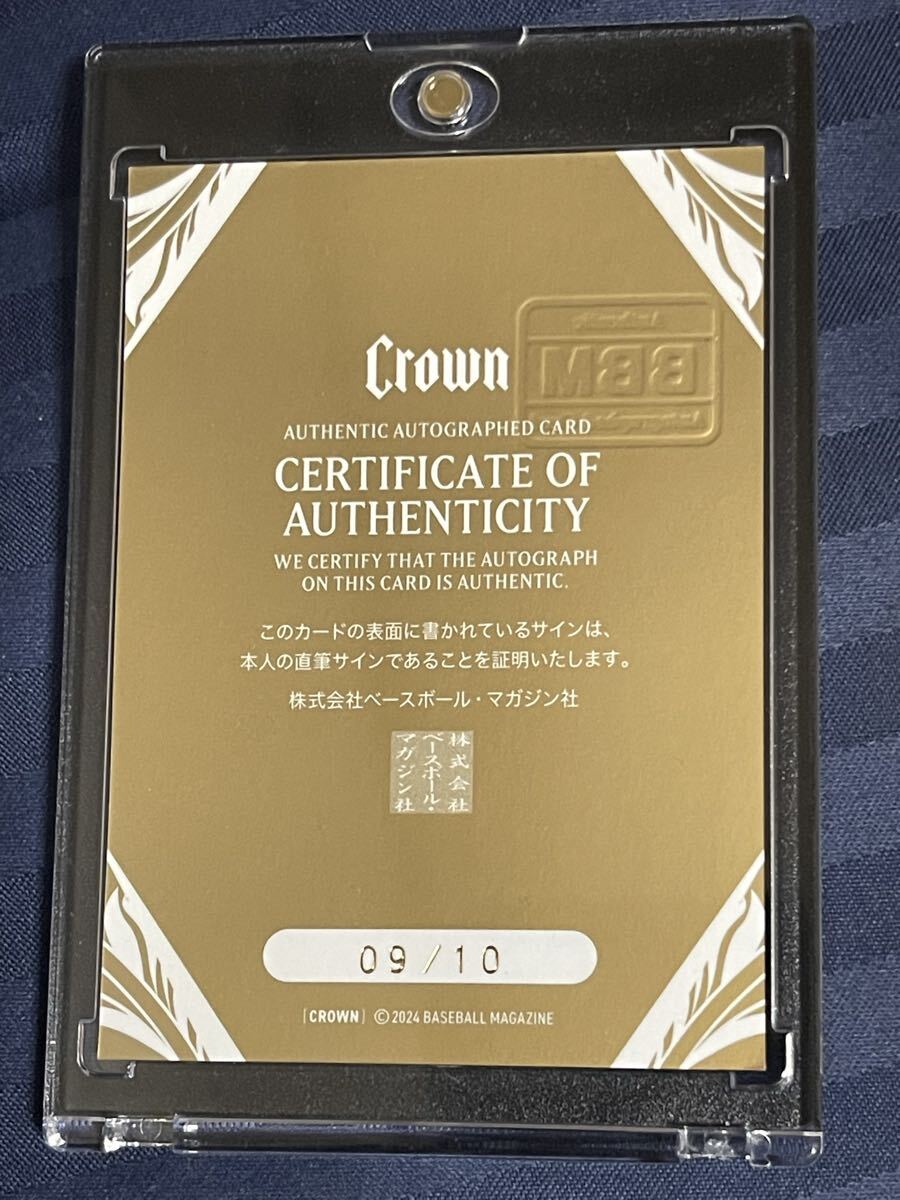 Crown
BBM
AUTHENTIC AUTOGRAPHED CARD
CERTIFICATE OF
AUTHENTICITY
WE CERTIFY THAT THE AUTOGRAPH
ON THIS CARD IS AUTHENTIC.
このカードの表面に書かれているサインは、
本人の直筆サインであることを証明いたします。
株式会社ベースボール・マガジン社
株式会社
ベースボール・
マガジン社
09/10
[CROWN] ©2024 BASEBALL MAGAZINE